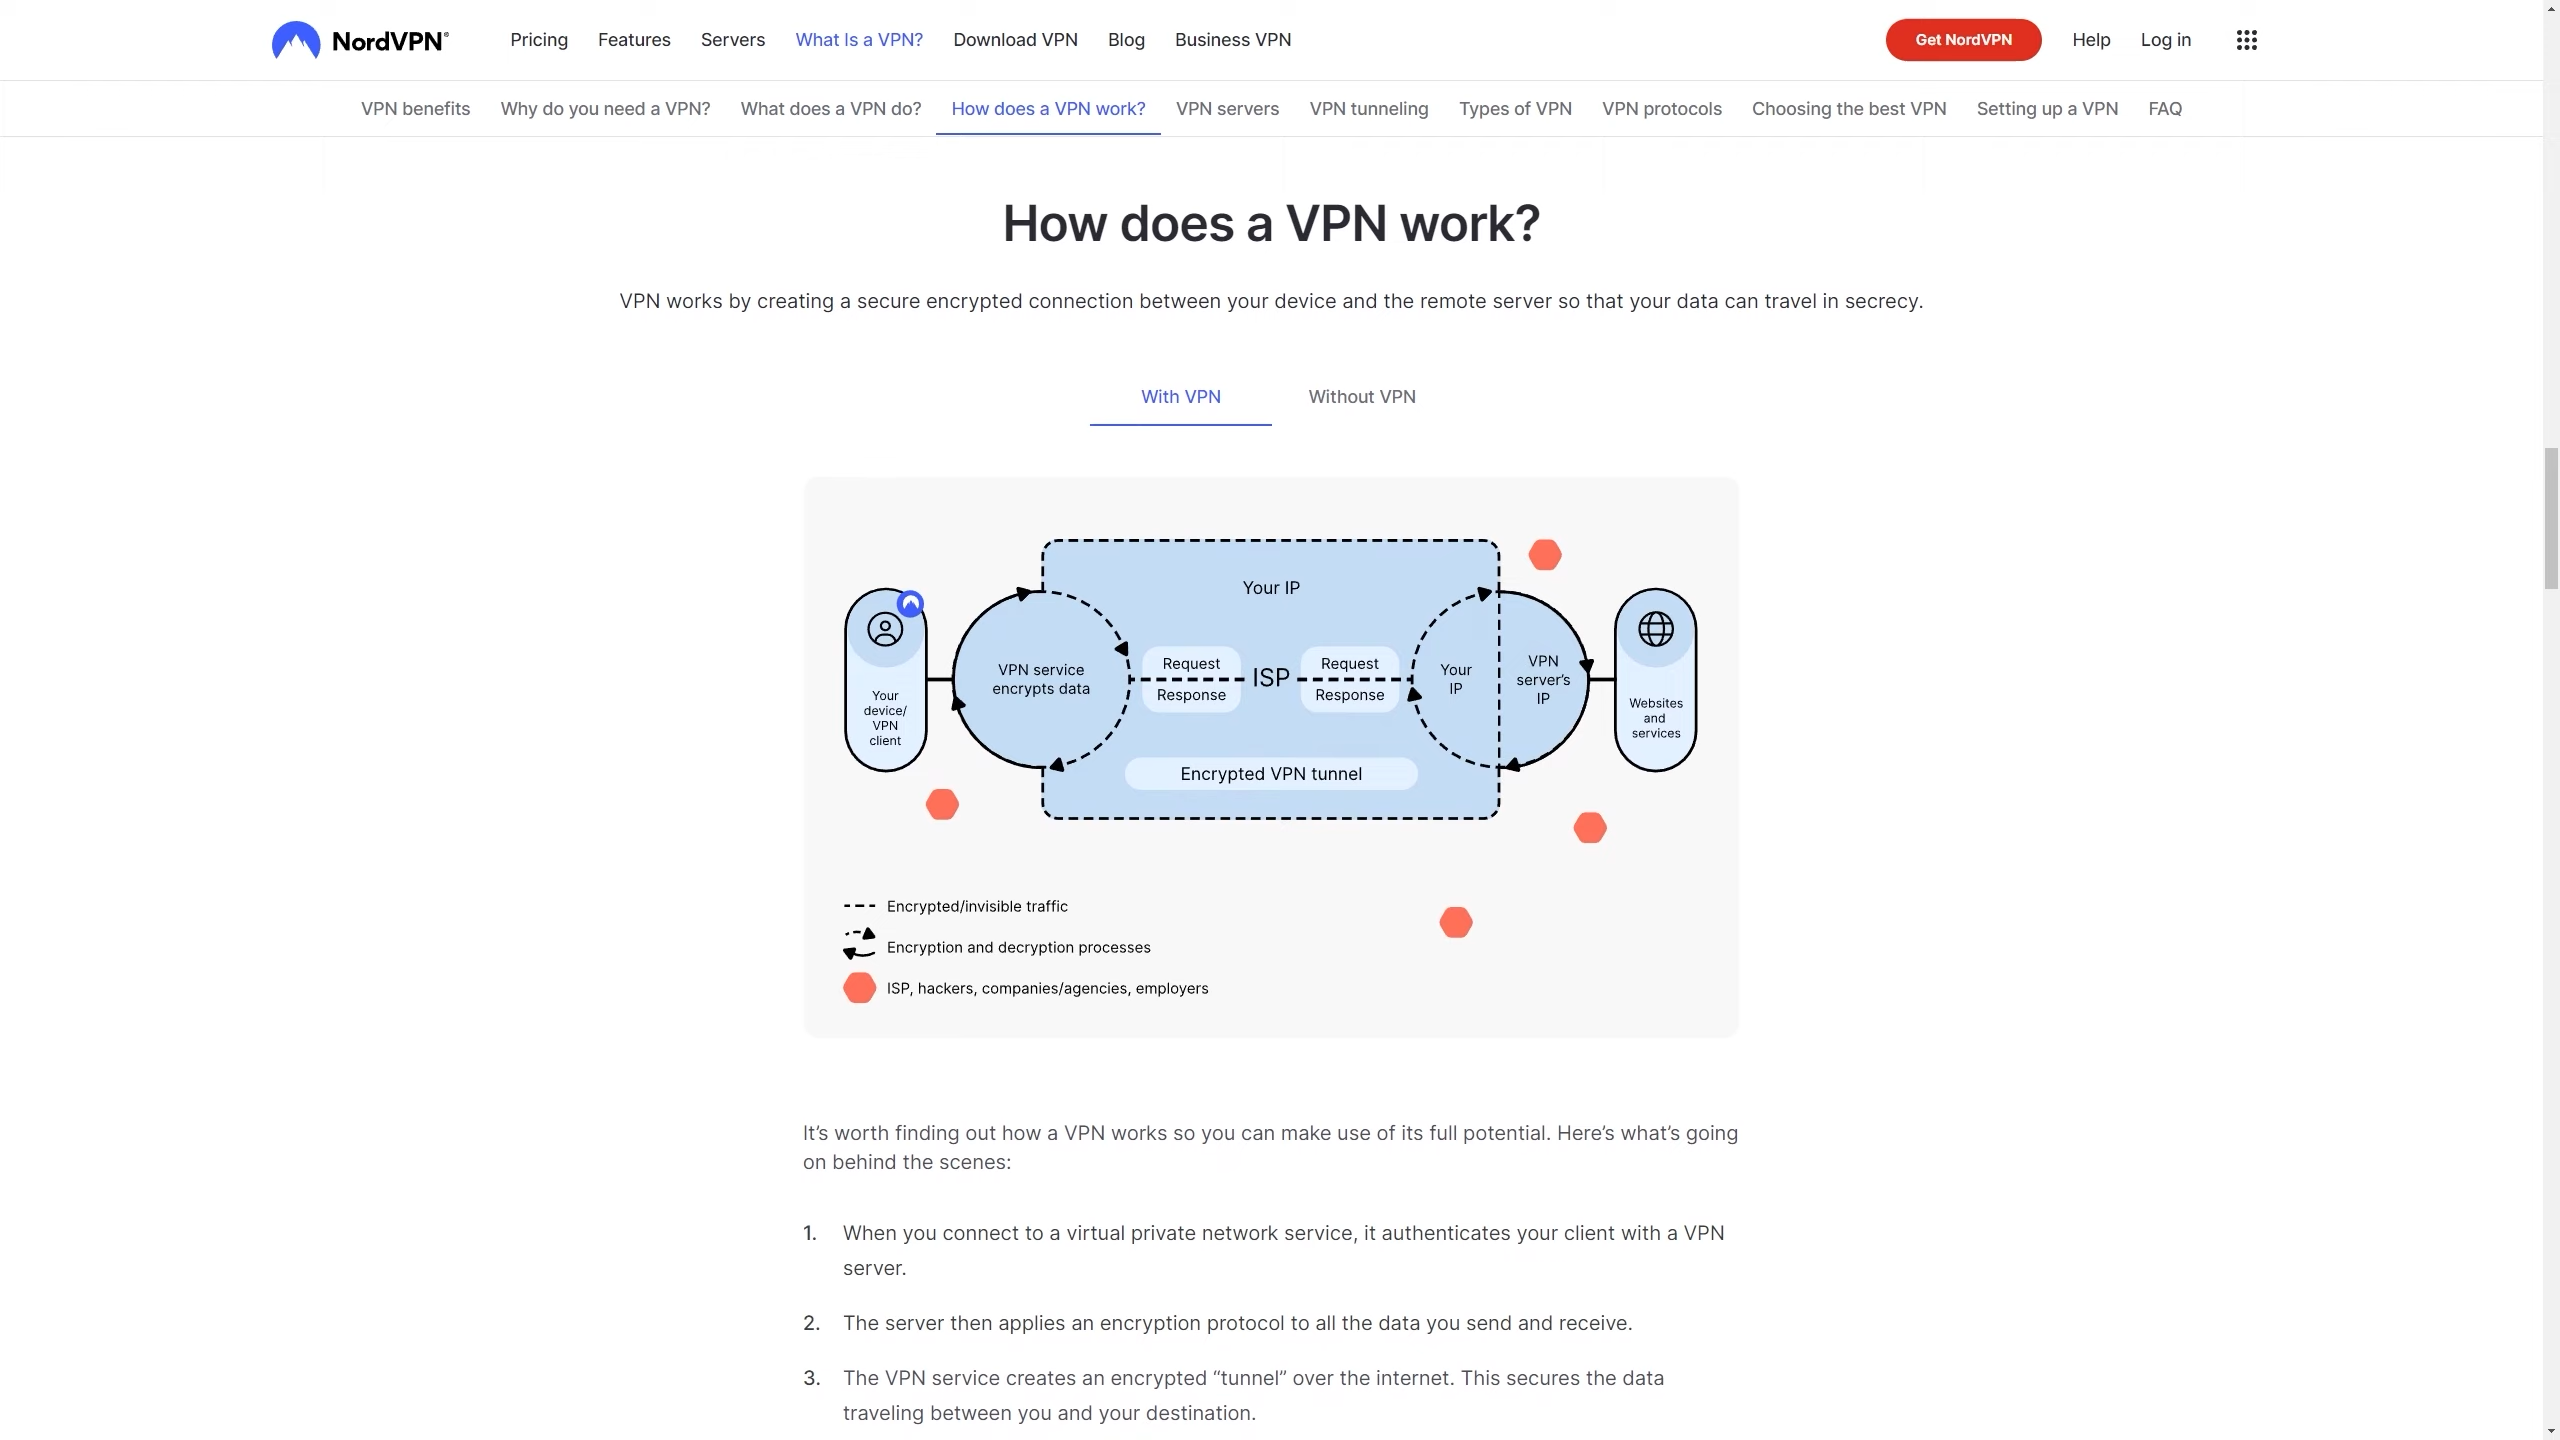 NordVPN®
Pricing
Features
Servers
What Is a VPN?
Download VPN
Blog
Business VPN
Get NordVPN
Help
Log in
VPN benefits
Why do you need a VPN?
What does a VPN do?
How does a VPN work?
VPN servers
VPN tunneling
Types of VPN
VPN protocols
Choosing the best VPN
Setting up a VPN
FAQ
How does a VPN work?
VPN works by creating a secure encrypted connection between your device and the remote server so that your data can travel in secrecy.
With VPN
Without VPN
Your
device/
VPN
client
VPN service
encrypts data
Your IP
Request
Response
ISP
Request
Response
Encrypted VPN tunnel
Your
IP
VPN
server’s
IP
Websites
and
services
Encrypted/invisible traffic
Encryption and decryption processes
ISP, hackers, companies/agencies, employers
It’s worth finding out how a VPN works so you can make use of its full potential. Here’s what’s going
on behind the scenes:
1. When you connect to a virtual private network service, it authenticates your client with a VPN
server.
2. The server then applies an encryption protocol to all the data you send and receive.
3. The VPN service creates an encrypted “tunnel” over the internet. This secures the data
traveling between you and your destination.